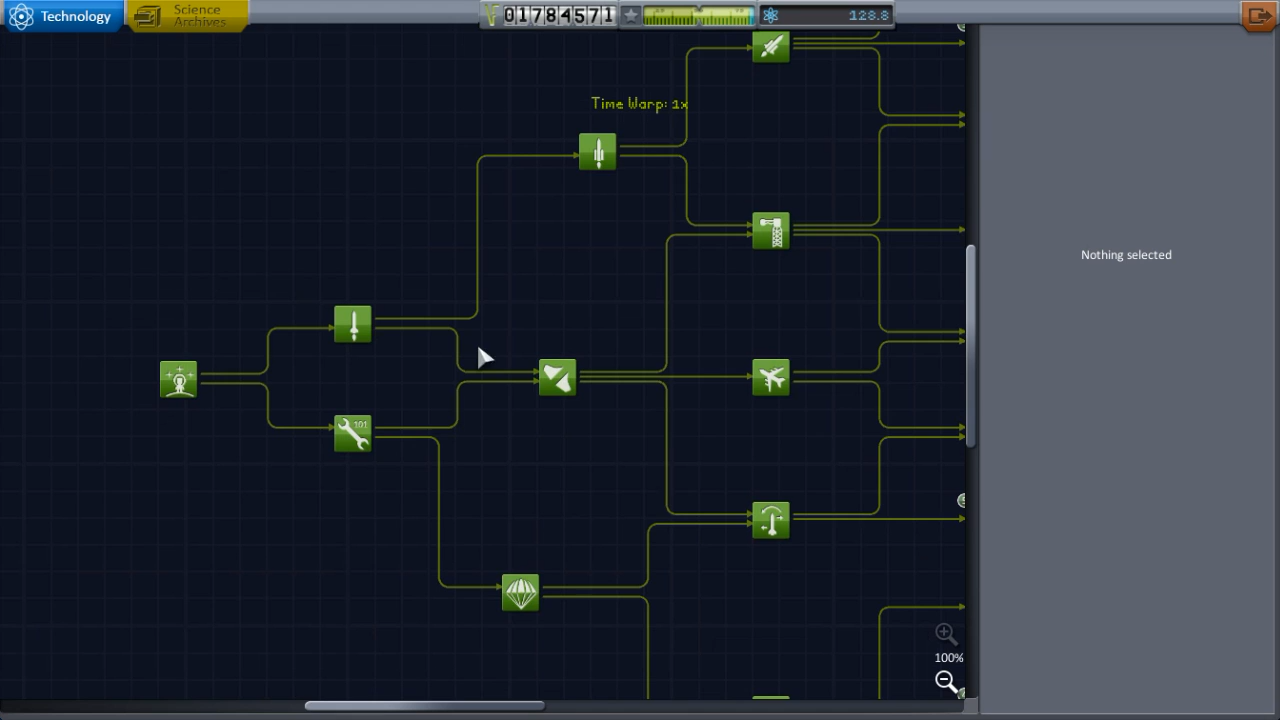 Technology
Science
Archives
01784571
128.8
Time Warp: 1x
Nothing selected
101
100%